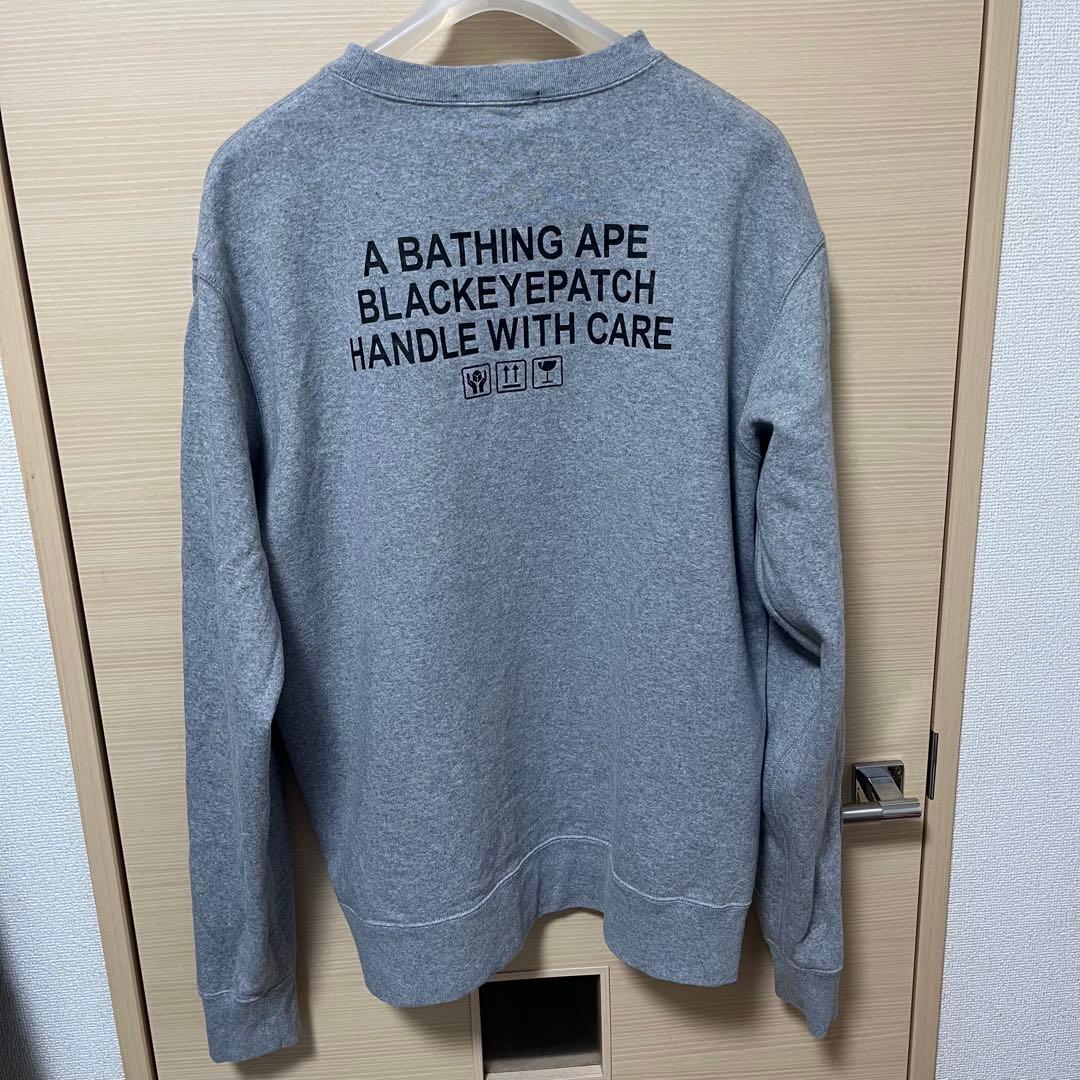 A BATHING APE
BLACKEYEPATCH
HANDLE WITH CARE